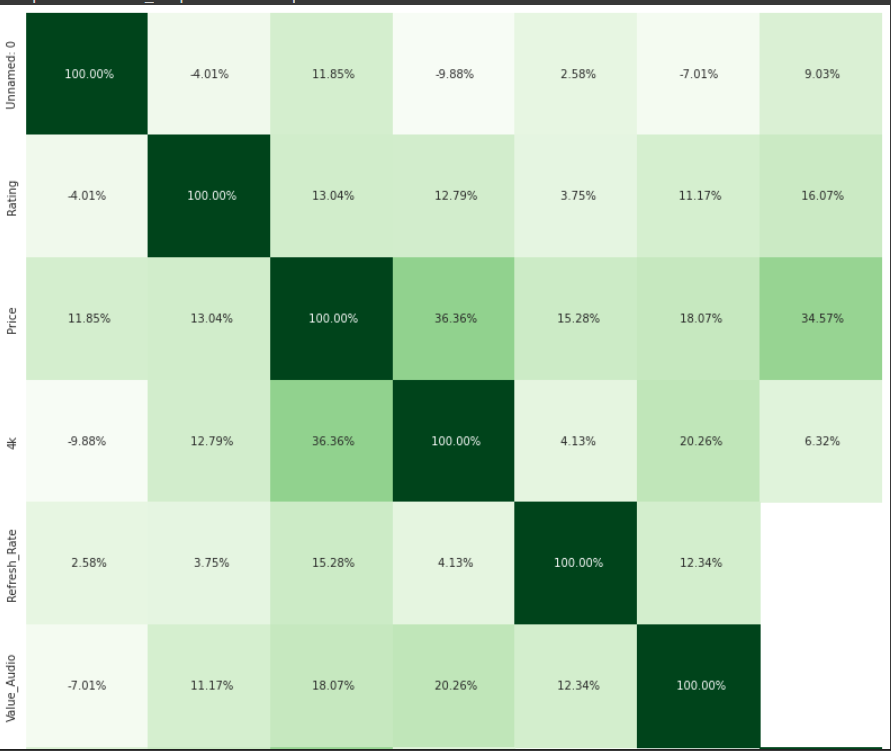 Unnamed: 0 100.00% -4.01% 11.85% -9.88% 2.58% -7.01% 9.03%
Rating -4.01% 100.00% 13.04% 12.79% 3.75% 11.17% 16.07%
Price 11.85% 13.04% 100.00% 36.36% 15.28% 18.07% 34.57%
4k -9.88% 12.79% 36.36% 100.00% 4.13% 20.26% 6.32%
Refresh_Rate 2.58% 3.75% 15.28% 4.13% 100.00% 12.34%
Value_Audio -7.01% 11.17% 18.07% 20.26% 12.34% 100.00%